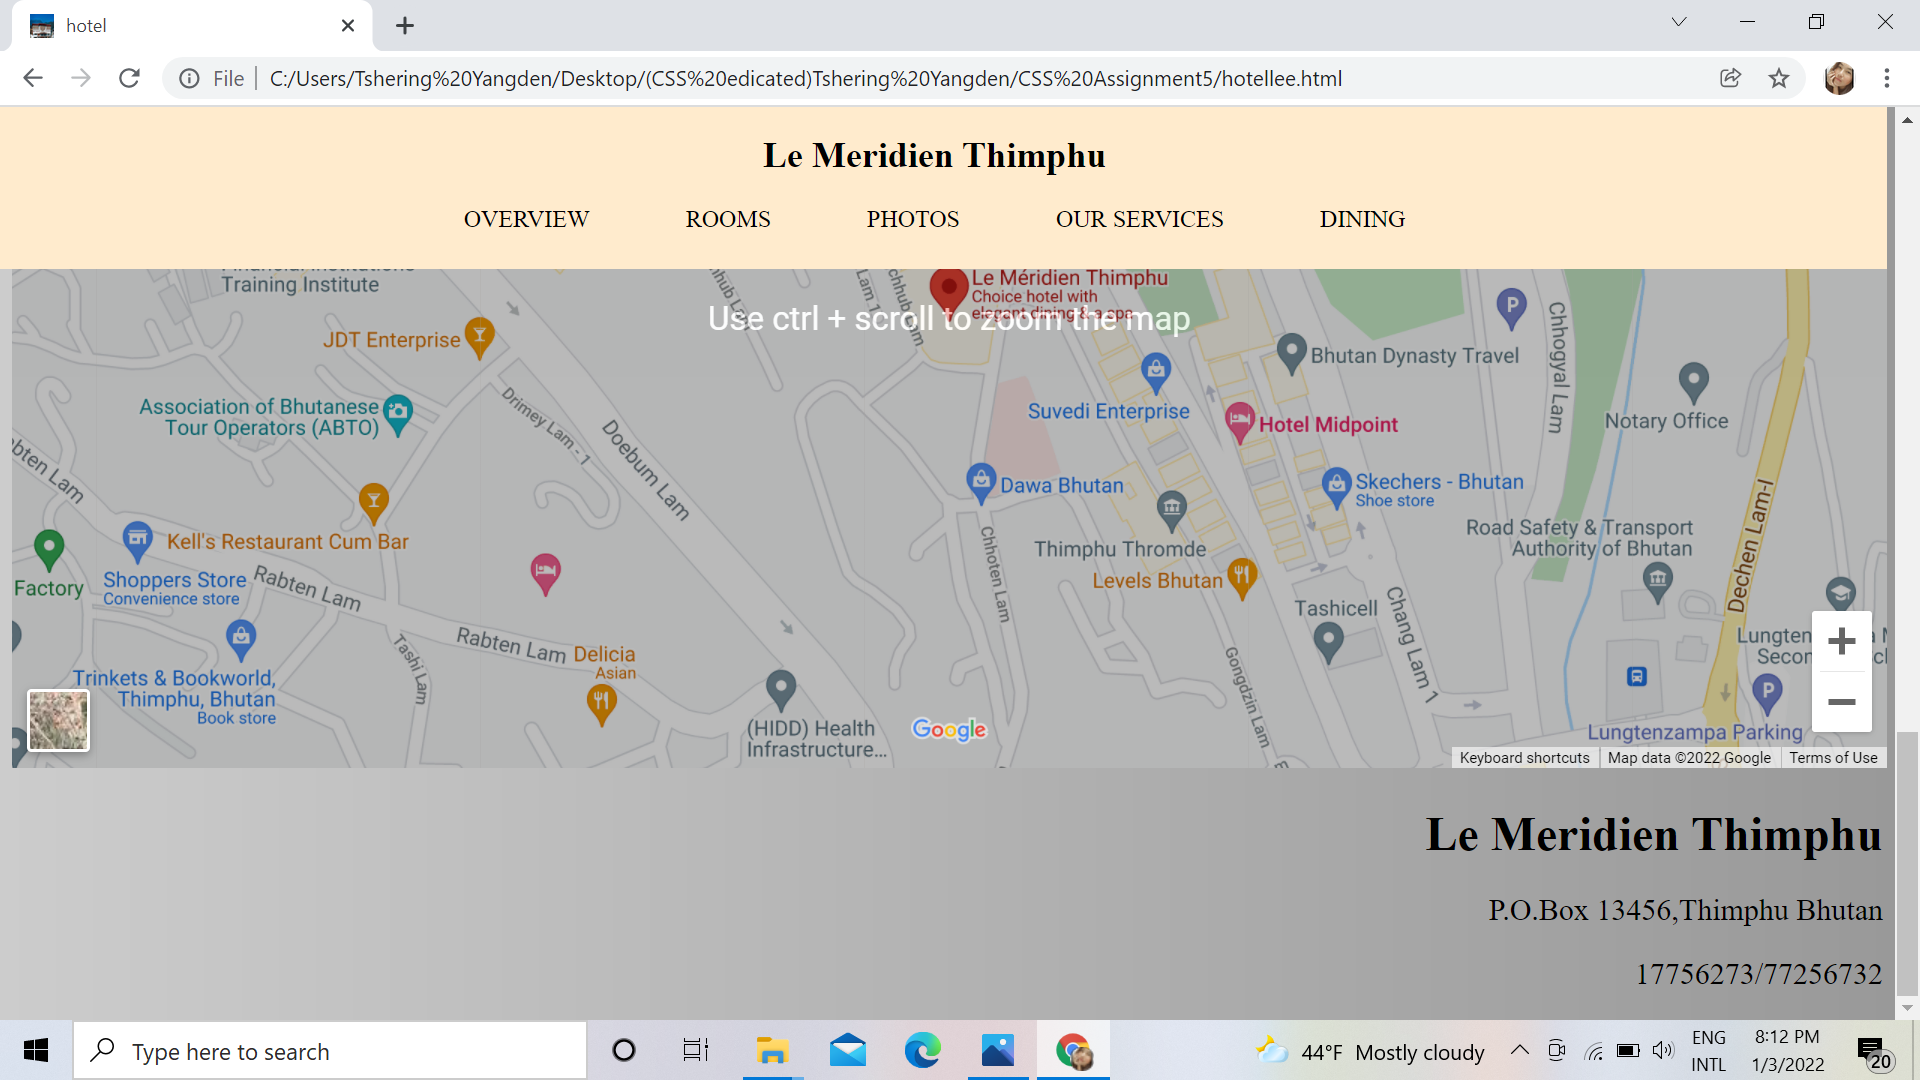 hotel
File
C:/Users/Tshering%20Yangden/Desktop/(CSS%20edicated)Tshering%20Yangden/CSS%20Assignment5/hotellee.html
Le Meridien Thimphu
OVERVIEW ROOMS PHOTOS OUR SERVICES DINING
Training Institute
Le Méridien Thimphu
Choice hotel with
elegant dining & a spa
Use ctrl + scroll to zoom the map
JDT Enterprise
Association of Bhutanese
Tour Operators (ABTO)
Drimey Lam - 1
Doebum Lam
Suvedi Enterprise
Bhutan Dynasty Travel
Chhogyal Lam
Notary Office
Hotel Midpoint
Dawa Bhutan
Skechers - Bhutan
Shoe store
Road Safety & Transport
Authority of Bhutan
Dechen Lam-I
Kell's Restaurant Cum Bar
Factory
Shoppers Store
Convenience store
Rabten Lam
Thimphu Thromde
Levels Bhutan
Chhoten Lam
Tashicell
Chang Lam 1
Rabten Lam
Tashi Lam
Delicia
Asian
Gongdzin Lam
Trinkets & Bookworld,
Thimphu, Bhutan
Book store
(HIDD) Health
Infrastructure...
Google
P
P
Lungtenzampa Parking
Keyboard shortcuts
Map data ©2022 Google
Terms of Use
Le Meridien Thimphu
P.O.Box 13456,Thimphu Bhutan
17756273/77256732
Type here to search
44°F Mostly cloudy
ENG
INTL
8:12 PM
1/3/2022
20